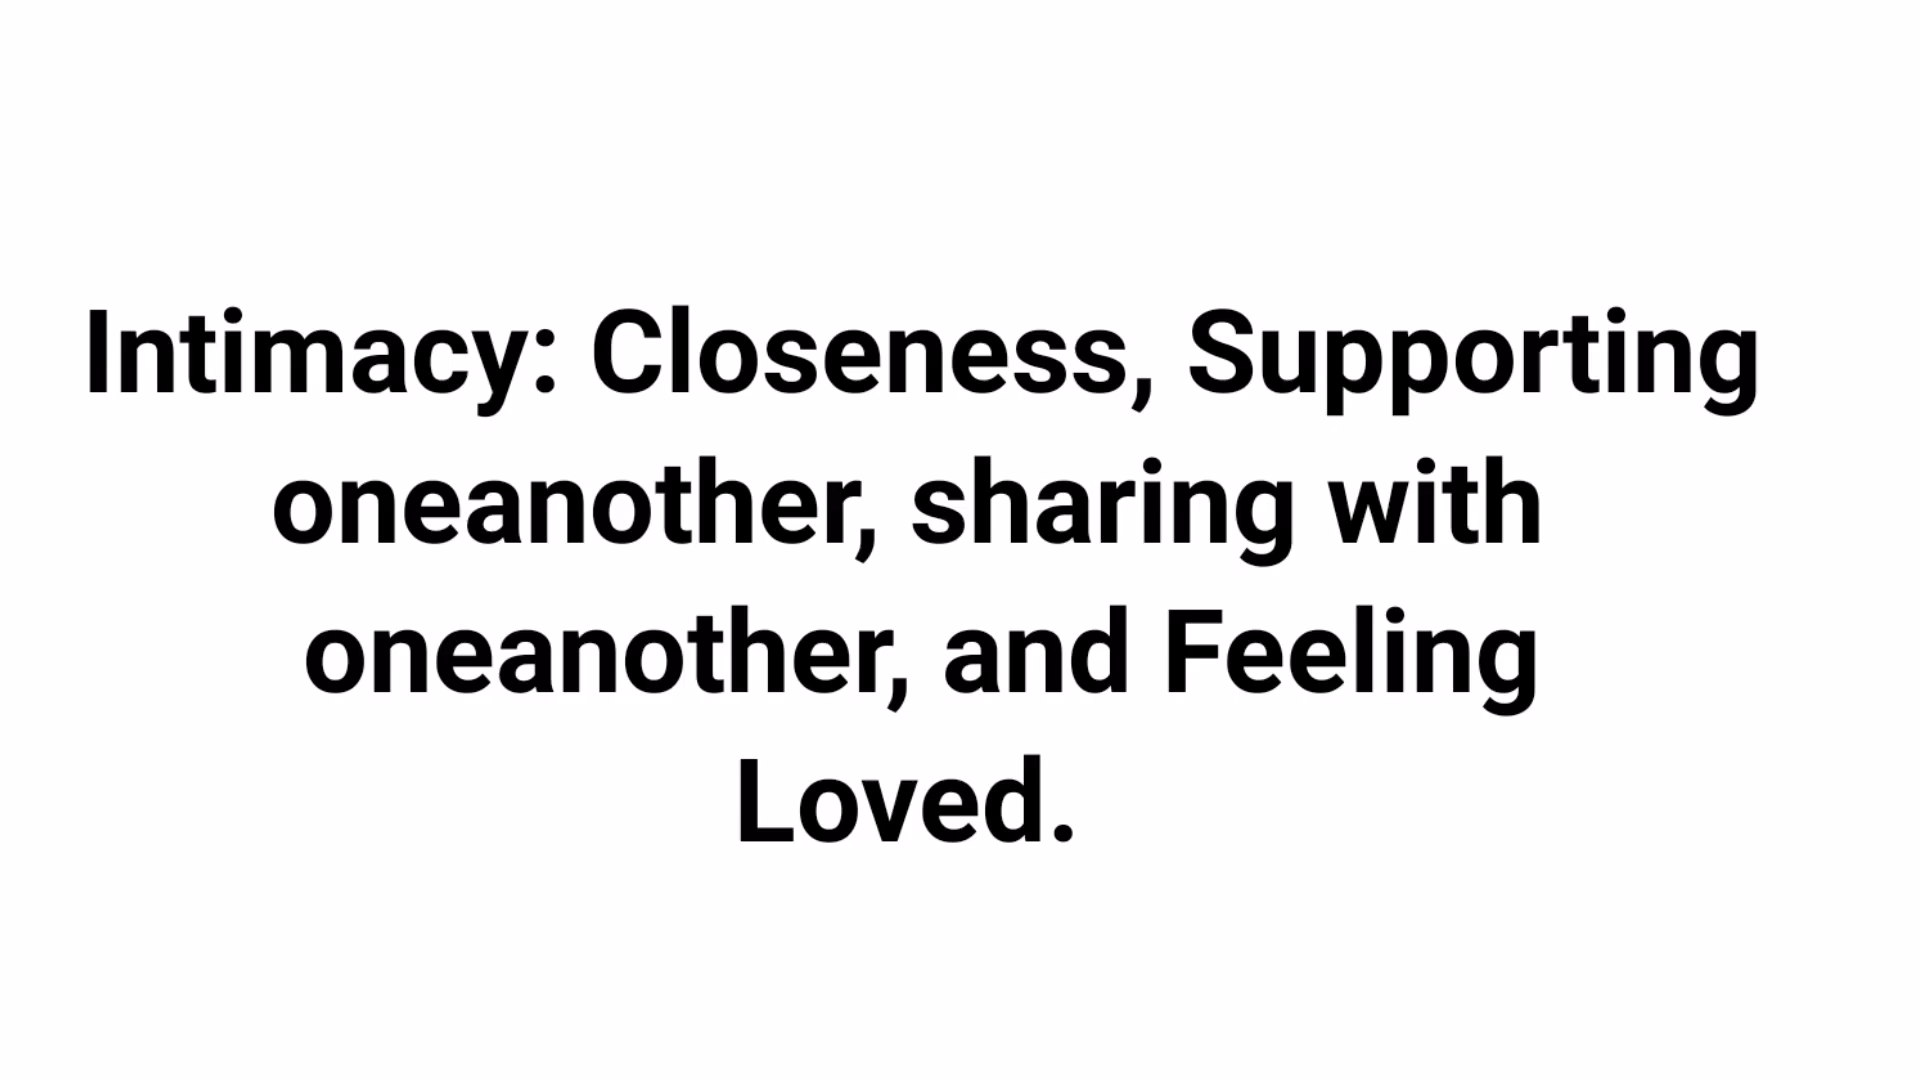 Intimacy: Closeness, Supporting
oneanother, sharing with
oneanother, and Feeling
Loved.